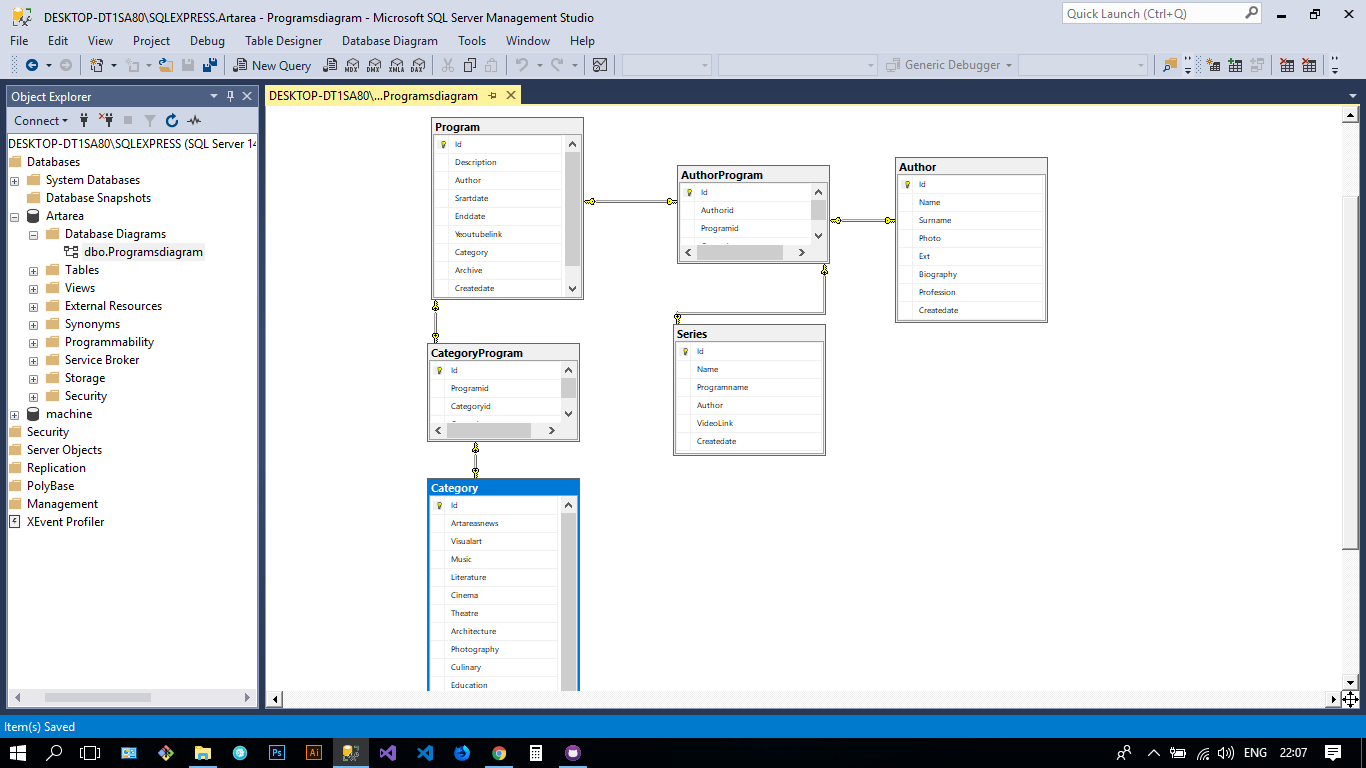 DESKTOP-DT1SA80\SQLEXPRESS.Artarea - Programsdiagram - Microsoft SQL Server Management Studio
Quick Launch (Ctrl+Q)
File Edit View Project Debug Table Designer Database Diagram Tools Window Help
New Query MDX DMX XMLA DAX Generic Debugger
Object Explorer
Connect
DESKTOP-DT1SA80\SQLEXPRESS (SQL Server 14
Databases
System Databases
Database Snapshots
Artarea
Database Diagrams
dbo.Programsdiagram
Tables
Views
External Resources
Synonyms
Programmability
Service Broker
Storage
Security
machine
Security
Server Objects
Replication
PolyBase
Management
XEvent Profiler
DESKTOP-DT1SA80\...Programsdiagram
Program
Id
Description
Author
Srartdate
Enddate
Yeoutubelink
Category
Archive
Createdate
AuthorProgram
Id
Authorid
Programid
Author
Id
Name
Surname
Photo
Ext
Biography
Profession
Createdate
CategoryProgram
Id
Programid
Categoryid
Series
Id
Name
Programname
Author
VideoLink
Createdate
Category
Id
Artareasnews
Visualart
Music
Literature
Cinema
Theatre
Architecture
Photography
Culinary
Education
Item(s) Saved
Ps Ai ENG 22:07